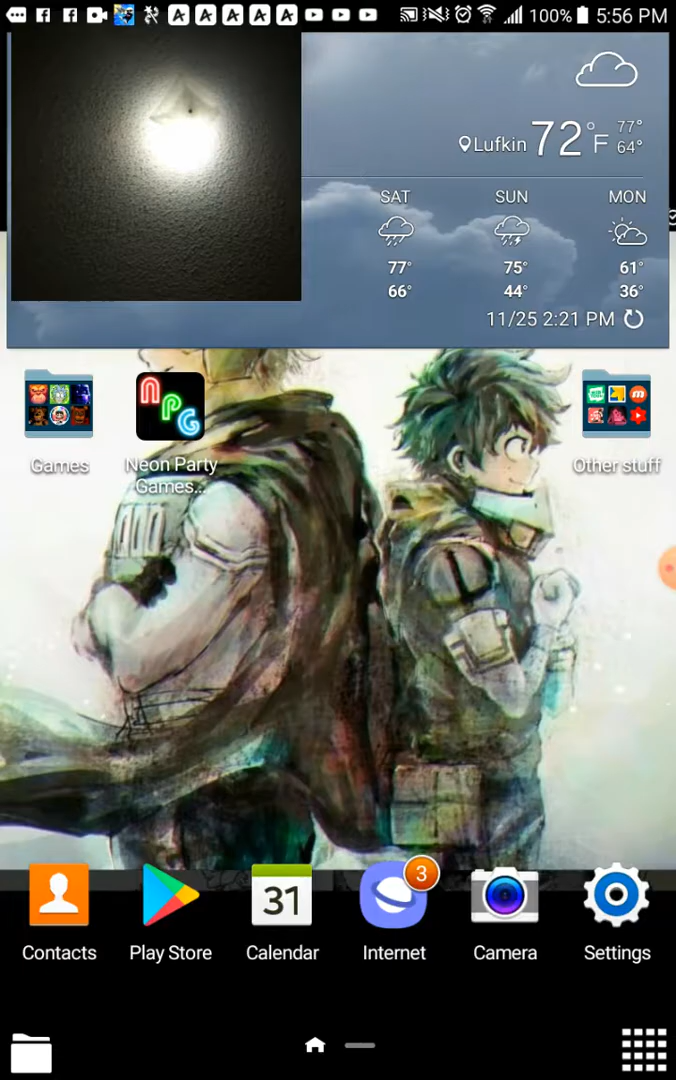 100% 5:56 PM
Lufkin 72°F 77°
64°
SAT SUN MON
77° 75° 61°
66° 44° 36°
11/25 2:21 PM
NPG
Games
Neon Party
Games...
Other stuff
31
3
Contacts Play Store Calendar Internet Camera Settings